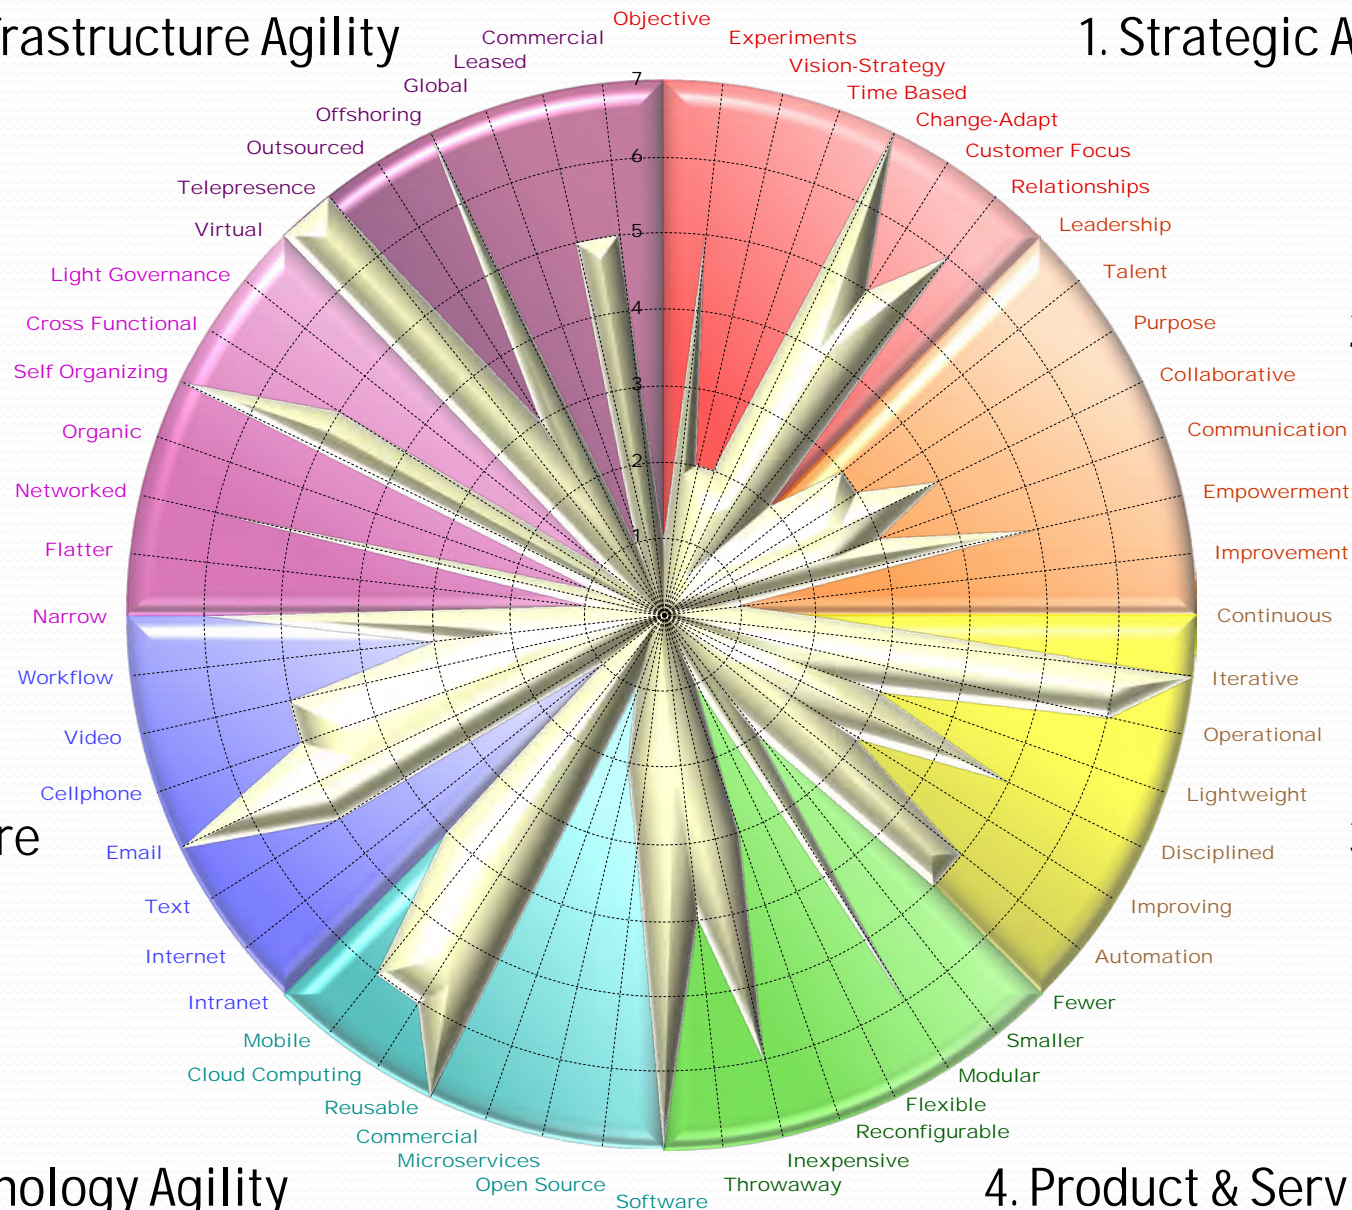 frastructure Agility
1. Strategic A
Objective
Experiments
Vision-Strategy
Time Based
Change-Adapt
Customer Focus
Relationships
Leadership
Talent
Purpose
Collaborative
Communication
Empowerment
Improvement
Continuous
Iterative
Operational
Lightweight
Disciplined
Improving
Automation
Fewer
Smaller
Modular
Flexible
Reconfigurable
Inexpensive
Throwaway
Software
Open Source
Microservices
Commercial
Reusable
Cloud Computing
Mobile
Intranet
Internet
Text
Email
Cellphone
Video
Workflow
Narrow
Flatter
Networked
Organic
Self Organizing
Cross Functional
Light Governance
Virtual
Telepresence
Outsourced
Offshoring
Global
Leased
Commercial
7
6
5
4
3
2
1
re
nology Agility
4. Product & Serv